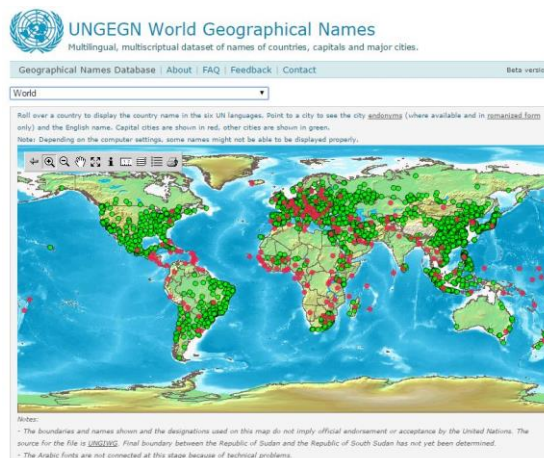 UNGEGN World Geographical Names
Multilingual, multiscriptual dataset of names of countries, capitals and major cities.
Geographical Names Database | About | FAQ | Feedback | Contact
Beta versio
World
Roll over a country to display the country name in the six UN languages. Point to a city to see the city endonyms (where available and in romanized form
only) and the English name. Capital cities are shown in red, other cities are shown in green.
Note: Depending on the computer settings, some names might not be able to be displayed properly.
Notes:
- The boundaries and names shown and the designations used on this map do not imply official endorsement or acceptance by the United Nations. The
source for the file is UNGIWG. Final boundary between the Republic of Sudan and the Republic of South Sudan has not yet been determined.
- The Arabic fonts are not connected at this stage because of technical problems.